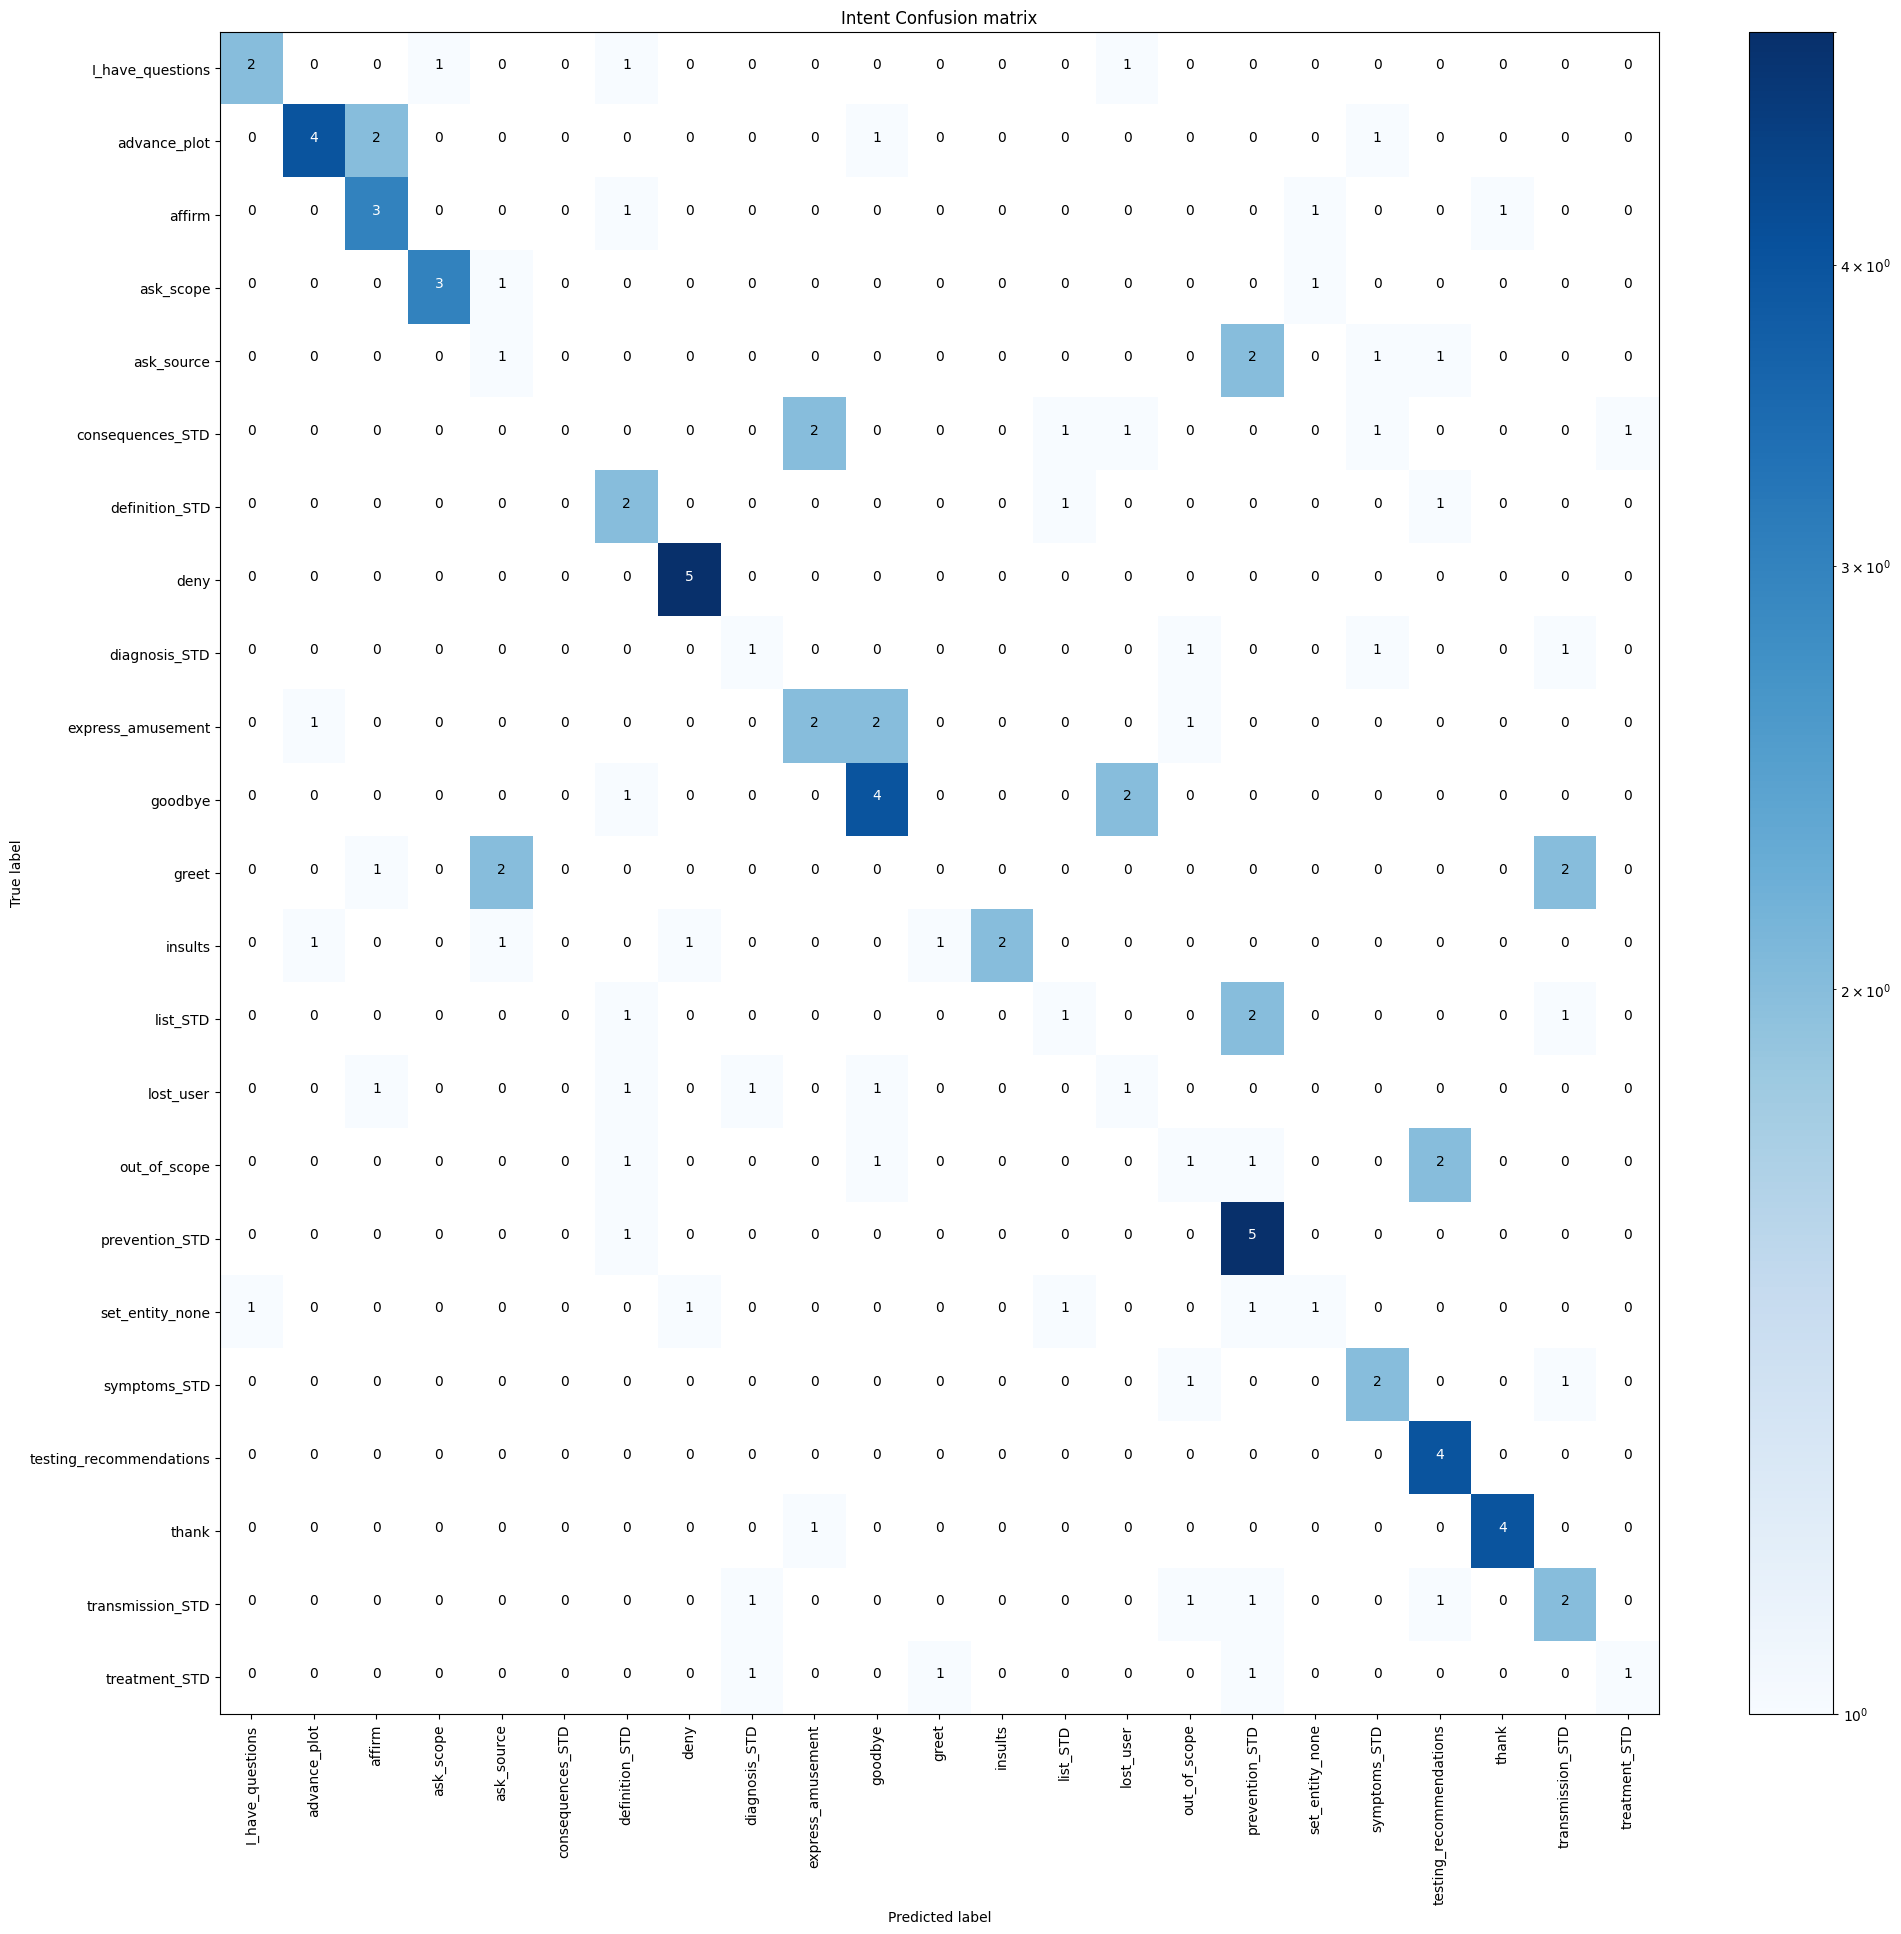 Intent Confusion matrix
I_have_questions 2 0 0 1 0 0 1 0 0 0 0 0 0 0 1 0 0 0 0 0 0 0 0
advance_plot 0 4 2 0 0 0 0 0 0 0 1 0 0 0 0 0 0 0 1 0 0 0 0
affirm 0 0 3 0 0 0 1 0 0 0 0 0 0 0 0 0 0 1 0 0 1 0 0
ask_scope 0 0 0 3 1 0 0 0 0 0 0 0 0 0 0 0 0 1 0 0 0 0 0
4 × 10⁰
ask_source 0 0 0 0 1 0 0 0 0 0 0 0 0 0 0 0 2 0 1 1 0 0 0
consequences_STD 0 0 0 0 0 0 0 0 0 2 0 0 0 1 1 0 0 0 1 0 0 0 1
definition_STD 0 0 0 0 0 0 2 0 0 0 0 0 0 1 0 0 0 0 0 1 0 0 0
3 × 10⁰
deny 0 0 0 0 0 0 0 5 0 0 0 0 0 0 0 0 0 0 0 0 0 0 0
diagnosis_STD 0 0 0 0 0 0 0 0 1 0 0 0 0 0 0 1 0 0 1 0 0 1 0
express_amusement 0 1 0 0 0 0 0 0 0 2 2 0 0 0 0 1 0 0 0 0 0 0 0
goodbye 0 0 0 0 0 0 1 0 0 0 4 0 0 0 2 0 0 0 0 0 0 0 0
True label
greet 0 0 1 0 2 0 0 0 0 0 0 0 0 0 0 0 0 0 0 0 0 2 0
insults 0 1 0 0 1 0 0 1 0 0 0 1 2 0 0 0 0 0 0 0 0 0 0
2 × 10⁰
list_STD 0 0 0 0 0 0 1 0 0 0 0 0 0 1 0 0 2 0 0 0 0 1 0
lost_user 0 0 1 0 0 0 1 0 1 0 1 0 0 0 1 0 0 0 0 0 0 0 0
out_of_scope 0 0 0 0 0 0 1 0 0 0 1 0 0 0 0 1 1 0 0 2 0 0 0
prevention_STD 0 0 0 0 0 0 1 0 0 0 0 0 0 0 0 0 5 0 0 0 0 0 0
set_entity_none 1 0 0 0 0 0 0 1 0 0 0 0 0 1 0 0 1 1 0 0 0 0 0
symptoms_STD 0 0 0 0 0 0 0 0 0 0 0 0 0 0 0 1 0 0 2 0 0 1 0
testing_recommendations 0 0 0 0 0 0 0 0 0 0 0 0 0 0 0 0 0 0 0 4 0 0 0
thank 0 0 0 0 0 0 0 0 0 1 0 0 0 0 0 0 0 0 0 0 4 0 0
transmission_STD 0 0 0 0 0 0 0 0 1 0 0 0 0 0 0 1 1 0 0 1 0 2 0
treatment_STD 0 0 0 0 0 0 0 0 1 0 0 1 0 0 0 0 1 0 0 0 0 0 1
10⁰
I_have_questions
advance_plot
affirm
ask_scope
ask_source
consequences_STD
definition_STD
deny
diagnosis_STD
express_amusement
goodbye
greet
insults
list_STD
lost_user
out_of_scope
prevention_STD
set_entity_none
symptoms_STD
testing_recommendations
thank
transmission_STD
treatment_STD
Predicted label